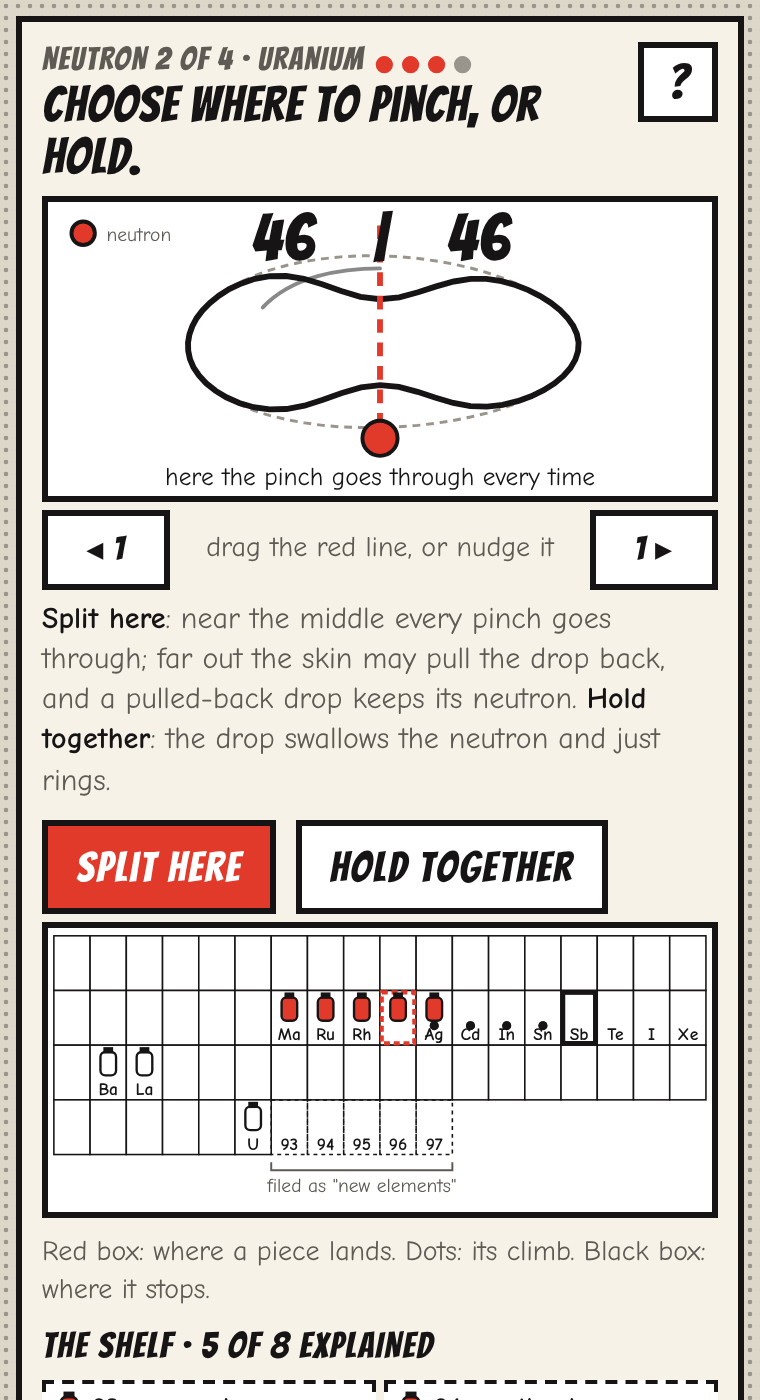 NEUTRON 2 OF 4 · URANIUM
CHOOSE WHERE TO PINCH, OR
HOLD.
?
neutron
46 / 46
here the pinch goes through every time
◄ 1
drag the red line, or nudge it
1 ►
Split here: near the middle every pinch goes
through; far out the skin may pull the drop back,
and a pulled-back drop keeps its neutron. Hold
together: the drop swallows the neutron and just
rings.
SPLIT HERE
HOLD TOGETHER
Ma Ru Rh Ag Cd In Sn Sb Te I Xe
Ba La
U 93 94 95 96 97
filed as "new elements"
Red box: where a piece lands. Dots: its climb. Black box:
where it stops.
THE SHELF · 5 OF 8 EXPLAINED